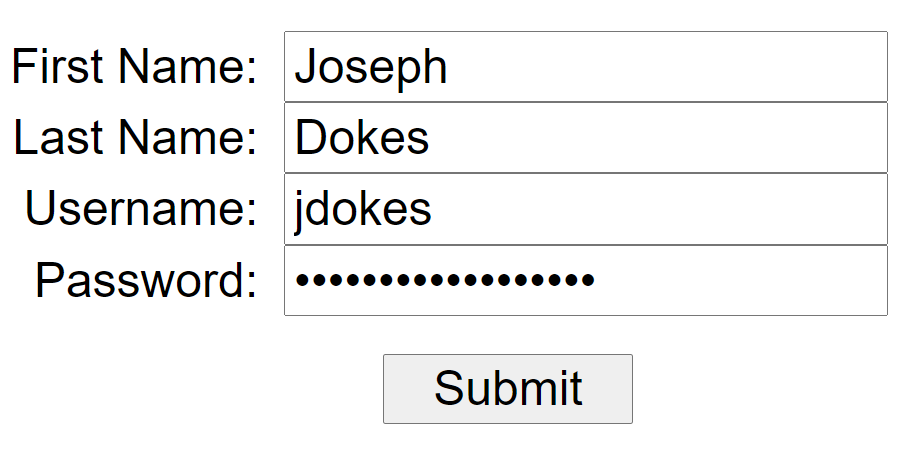 First Name: Joseph
Last Name: Dokes
Username: jdokes
Password: ••••••••••••••••••
Submit